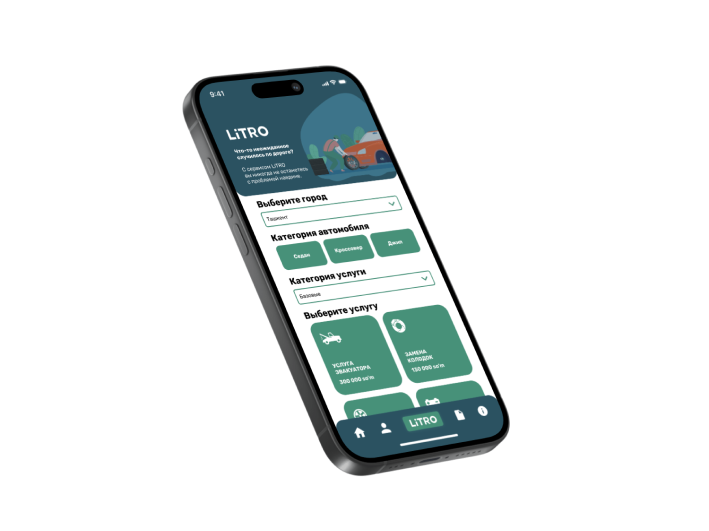 9:41
LiTRO
Что-то неожиданное
случилось по дороге?
С сервисом LiTRO
вы никогда не останетесь
с проблемой наедине.
Выберите город
Ташкент
Категория автомобиля
Седан
Кроссовер
Джип
Категория услуги
Базовые
Выберите услугу
УСЛУГА
ЭВАКУАТОРА
300 000 so'm
ЗАМЕНА
КОЛОДОК
150 000 so'm
LiTRO